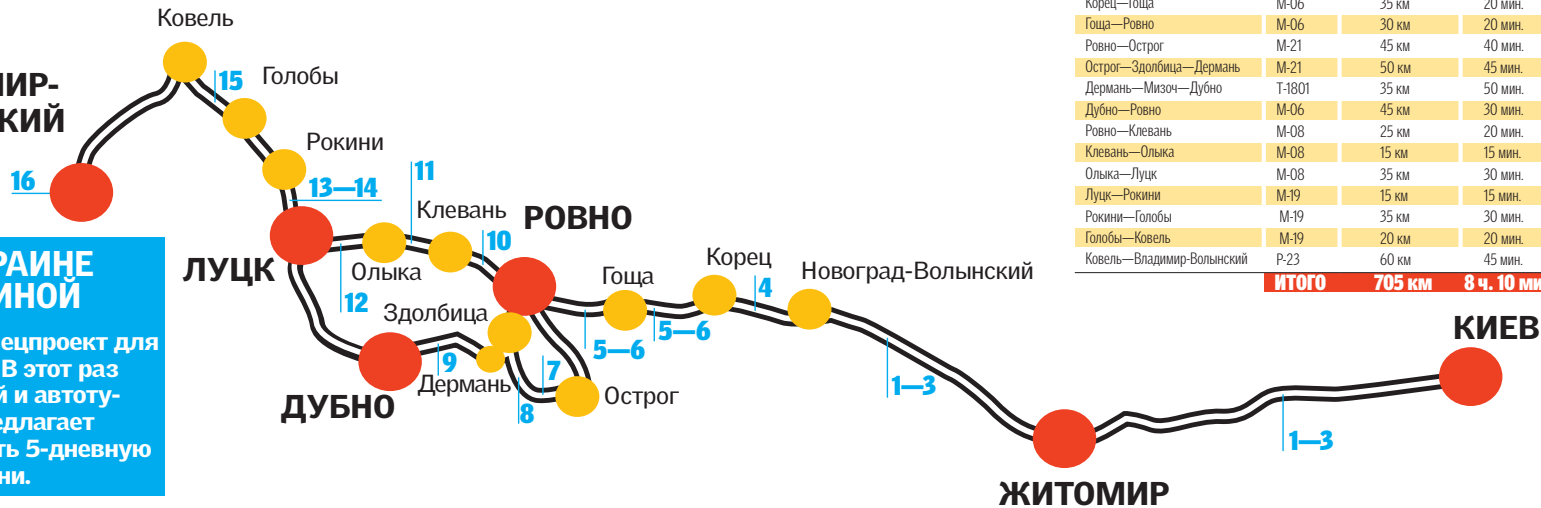 Корец—Гоща М-06 35 км 20 мин.
Гоща—Ровно М-06 30 км 20 мин.
Ровно—Острог М-21 45 км 40 мин.
Острог—Здолбица—Дермань М-21 50 км 45 мин.
Дермань—Мизоч—Дубно Т-1801 35 км 50 мин.
Дубно—Ровно М-06 45 км 30 мин.
Ровно—Клевань М-08 25 км 20 мин.
Клевань—Олыка М-08 15 км 15 мин.
Олыка—Луцк М-08 35 км 30 мин.
Луцк—Рокини М-19 15 км 15 мин.
Рокини—Голобы М-19 35 км 30 мин.
Голобы—Ковель М-19 20 км 20 мин.
Ковель—Владимир-Волынский Р-23 60 км 45 мин.
ИТОГО 705 км 8 ч. 10 ми
Ковель
15
Голобы
МИР-
КИЙ
Рокини
16
13—14
11
Клевань
РОВНО
10
ЛУЦК
Олыка
12
Гоща
Корец
4
Новоград-Волынский
Здолбица
5—6
5—6
КИЕВ
9
Дермань
7
8
Острог
ДУБНО
1—3
1—3
ЖИТОМИР
РАИНЕ
ИНОЙ
ецпроект для
В этот раз
й и автоту-
едлагает
ть 5-дневную
ни.